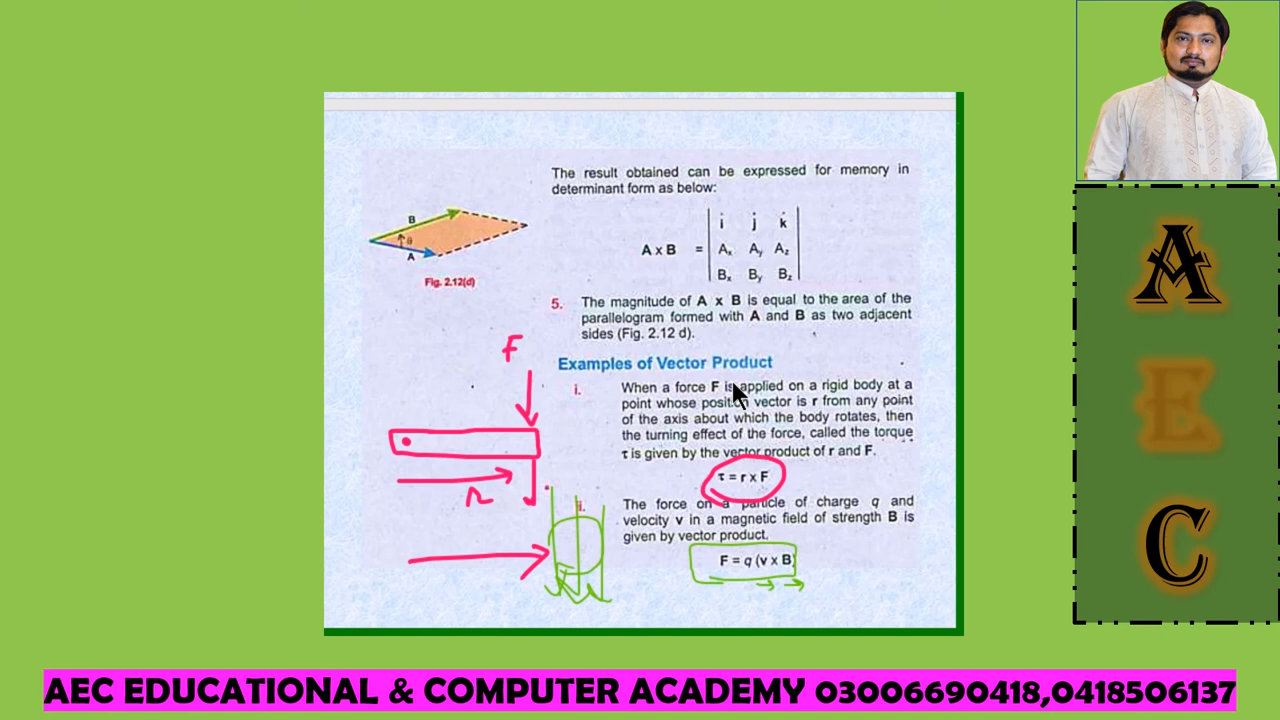 The result obtained can be expressed for memory in
determinant form as below:
B
θ
A
Fig. 2.12(d)
i j k
A x B = Ax Ay Az
Bx By Bz
5. The magnitude of A x B is equal to the area of the
parallelogram formed with A and B as two adjacent
sides (Fig. 2.12 d).
F
Examples of Vector Product
i. When a force F is applied on a rigid body at a
point whose position vector is r from any point
of the axis about which the body rotates, then
the turning effect of the force, called the torque
τ is given by the vector product of r and F.
τ = r x F
r
The force on a particle of charge q and
velocity v in a magnetic field of strength B is
given by vector product.
F = q (v x B)
A
E
C
AEC EDUCATIONAL & COMPUTER ACADEMY 03006690418,0418506137